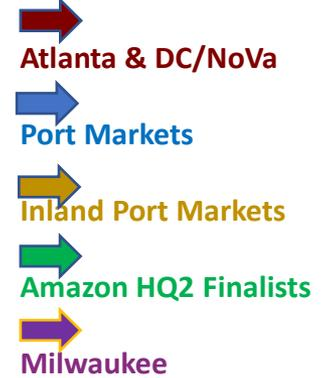 Atlanta & DC/NoVa
Port Markets
Inland Port Markets
Amazon HQ2 Finalists
Milwaukee